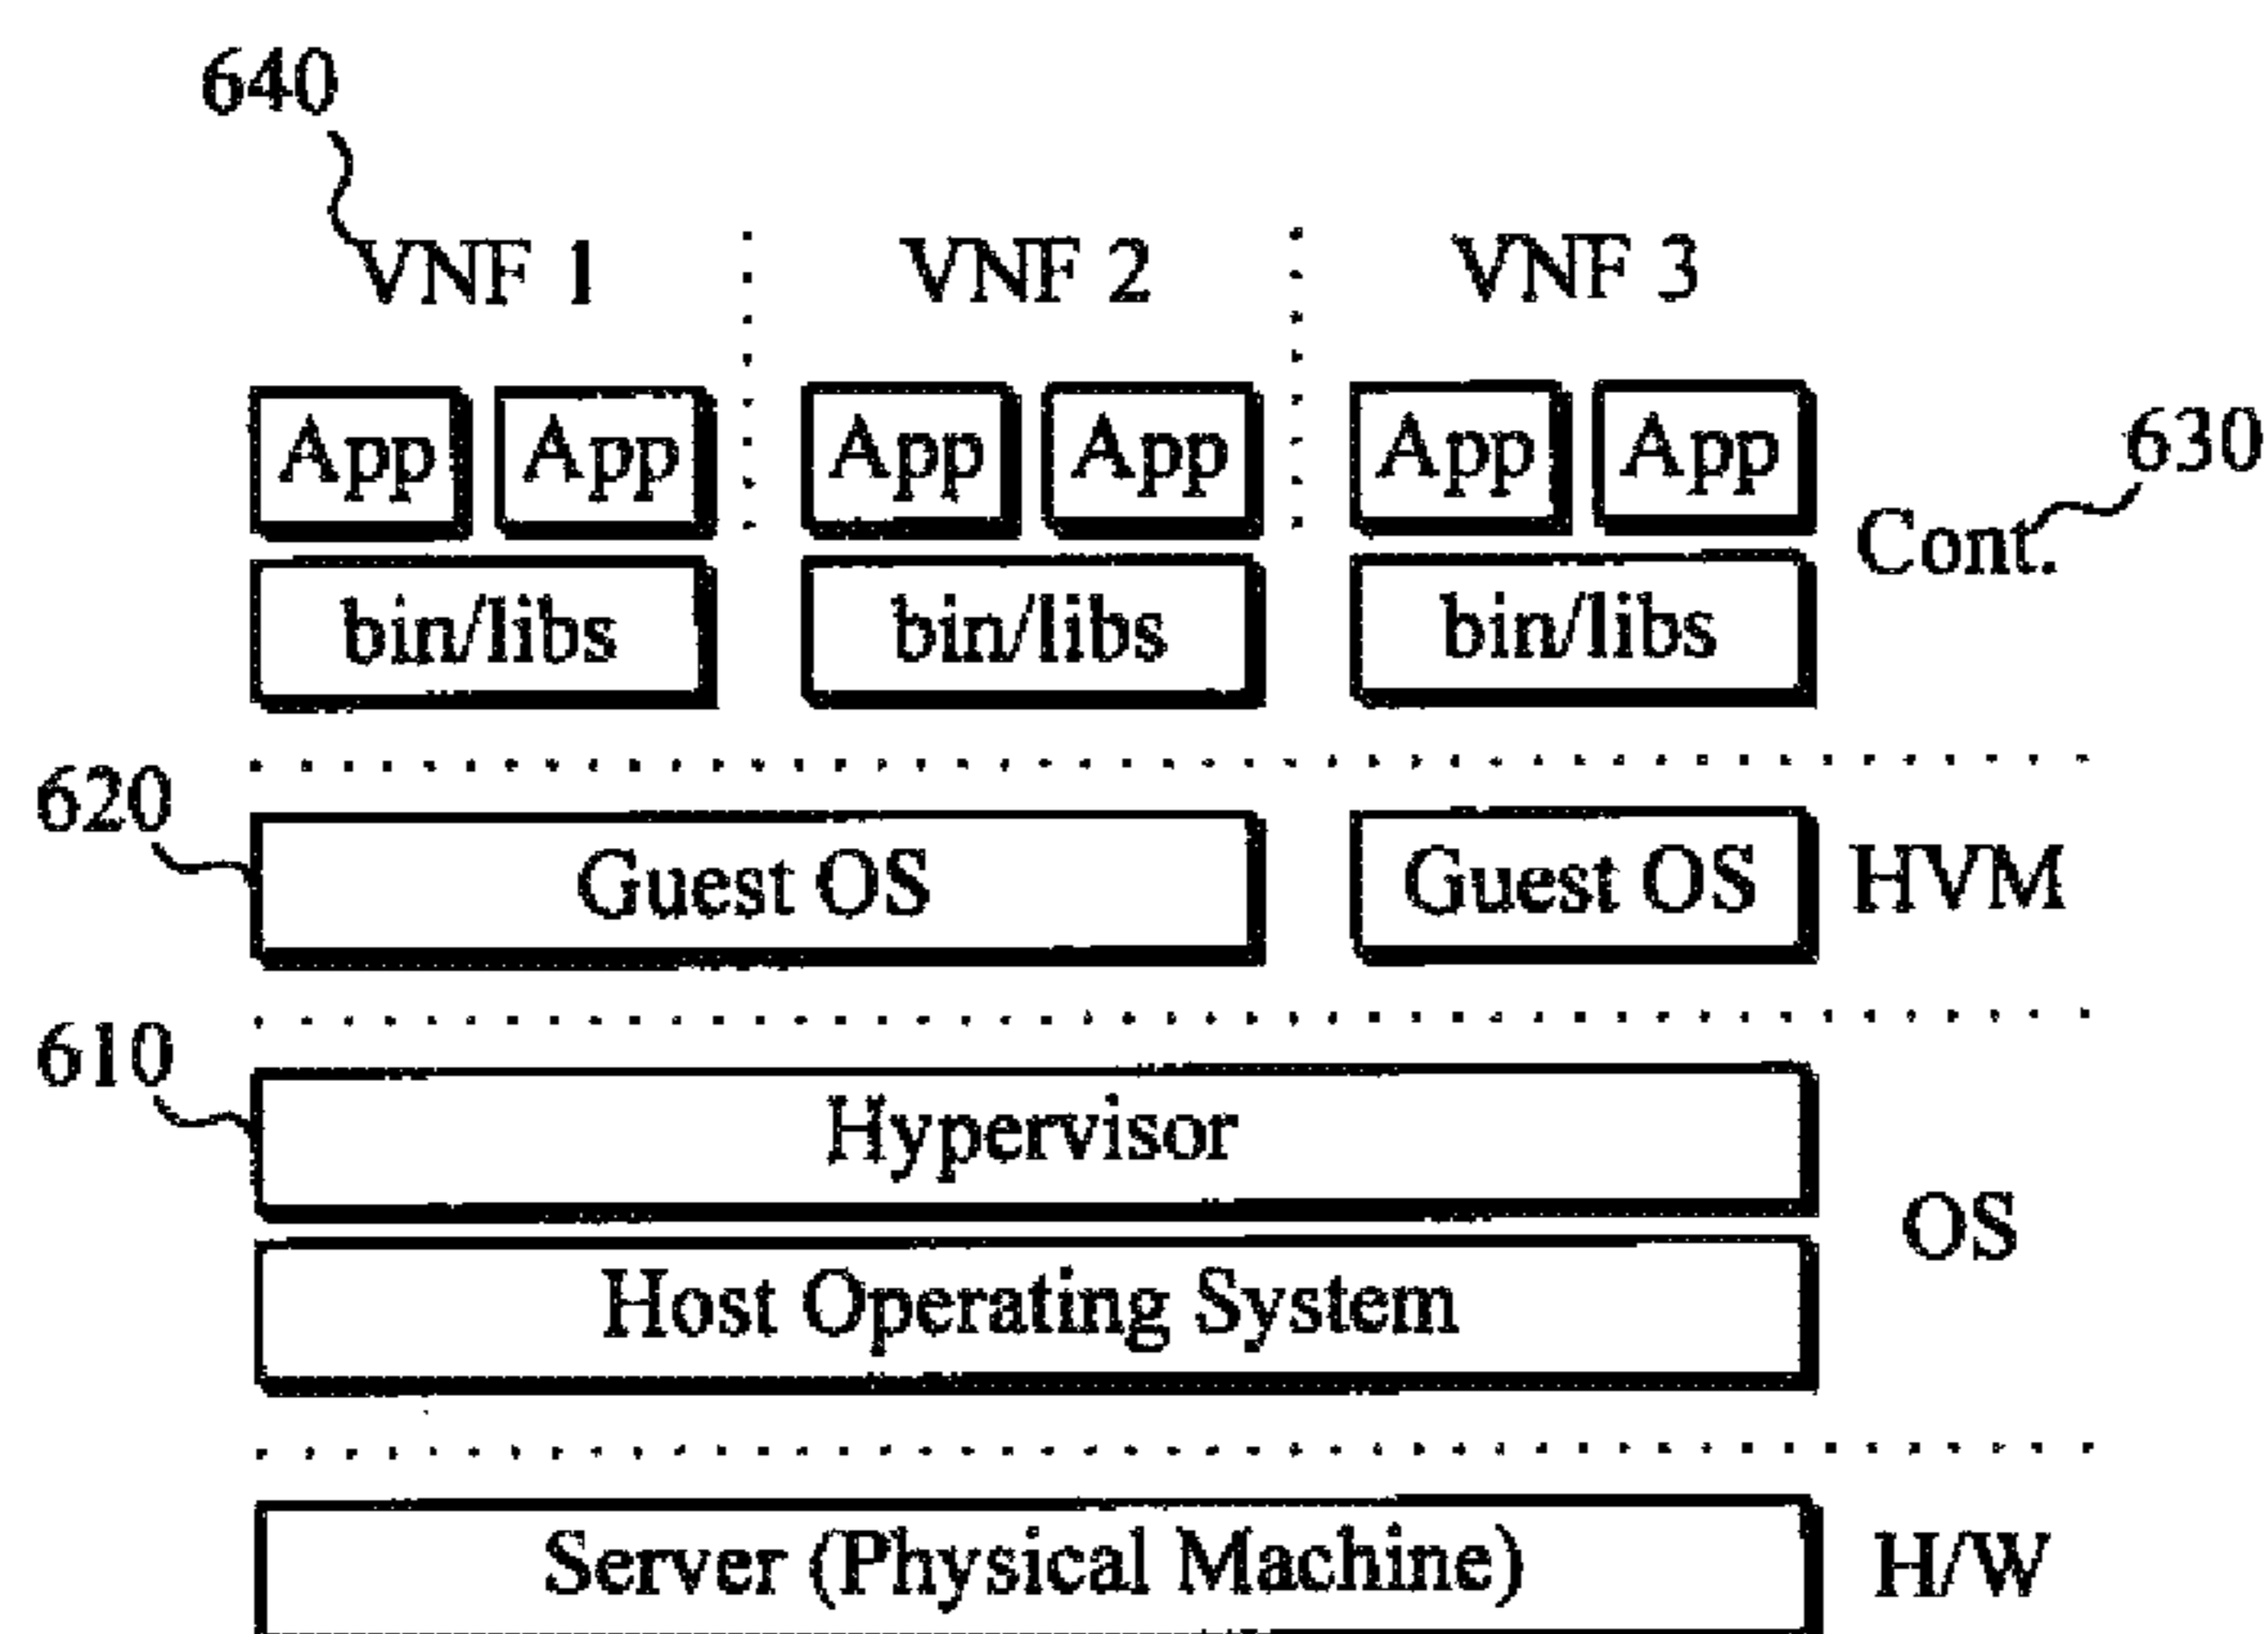 640
VNF 1 VNF 2 VNF 3
App App App App App App
630
Cont.
bin/libs bin/libs bin/libs
620
Guest OS Guest OS HVM
610
Hypervisor
OS
Host Operating System
Server (Physical Machine) H/W